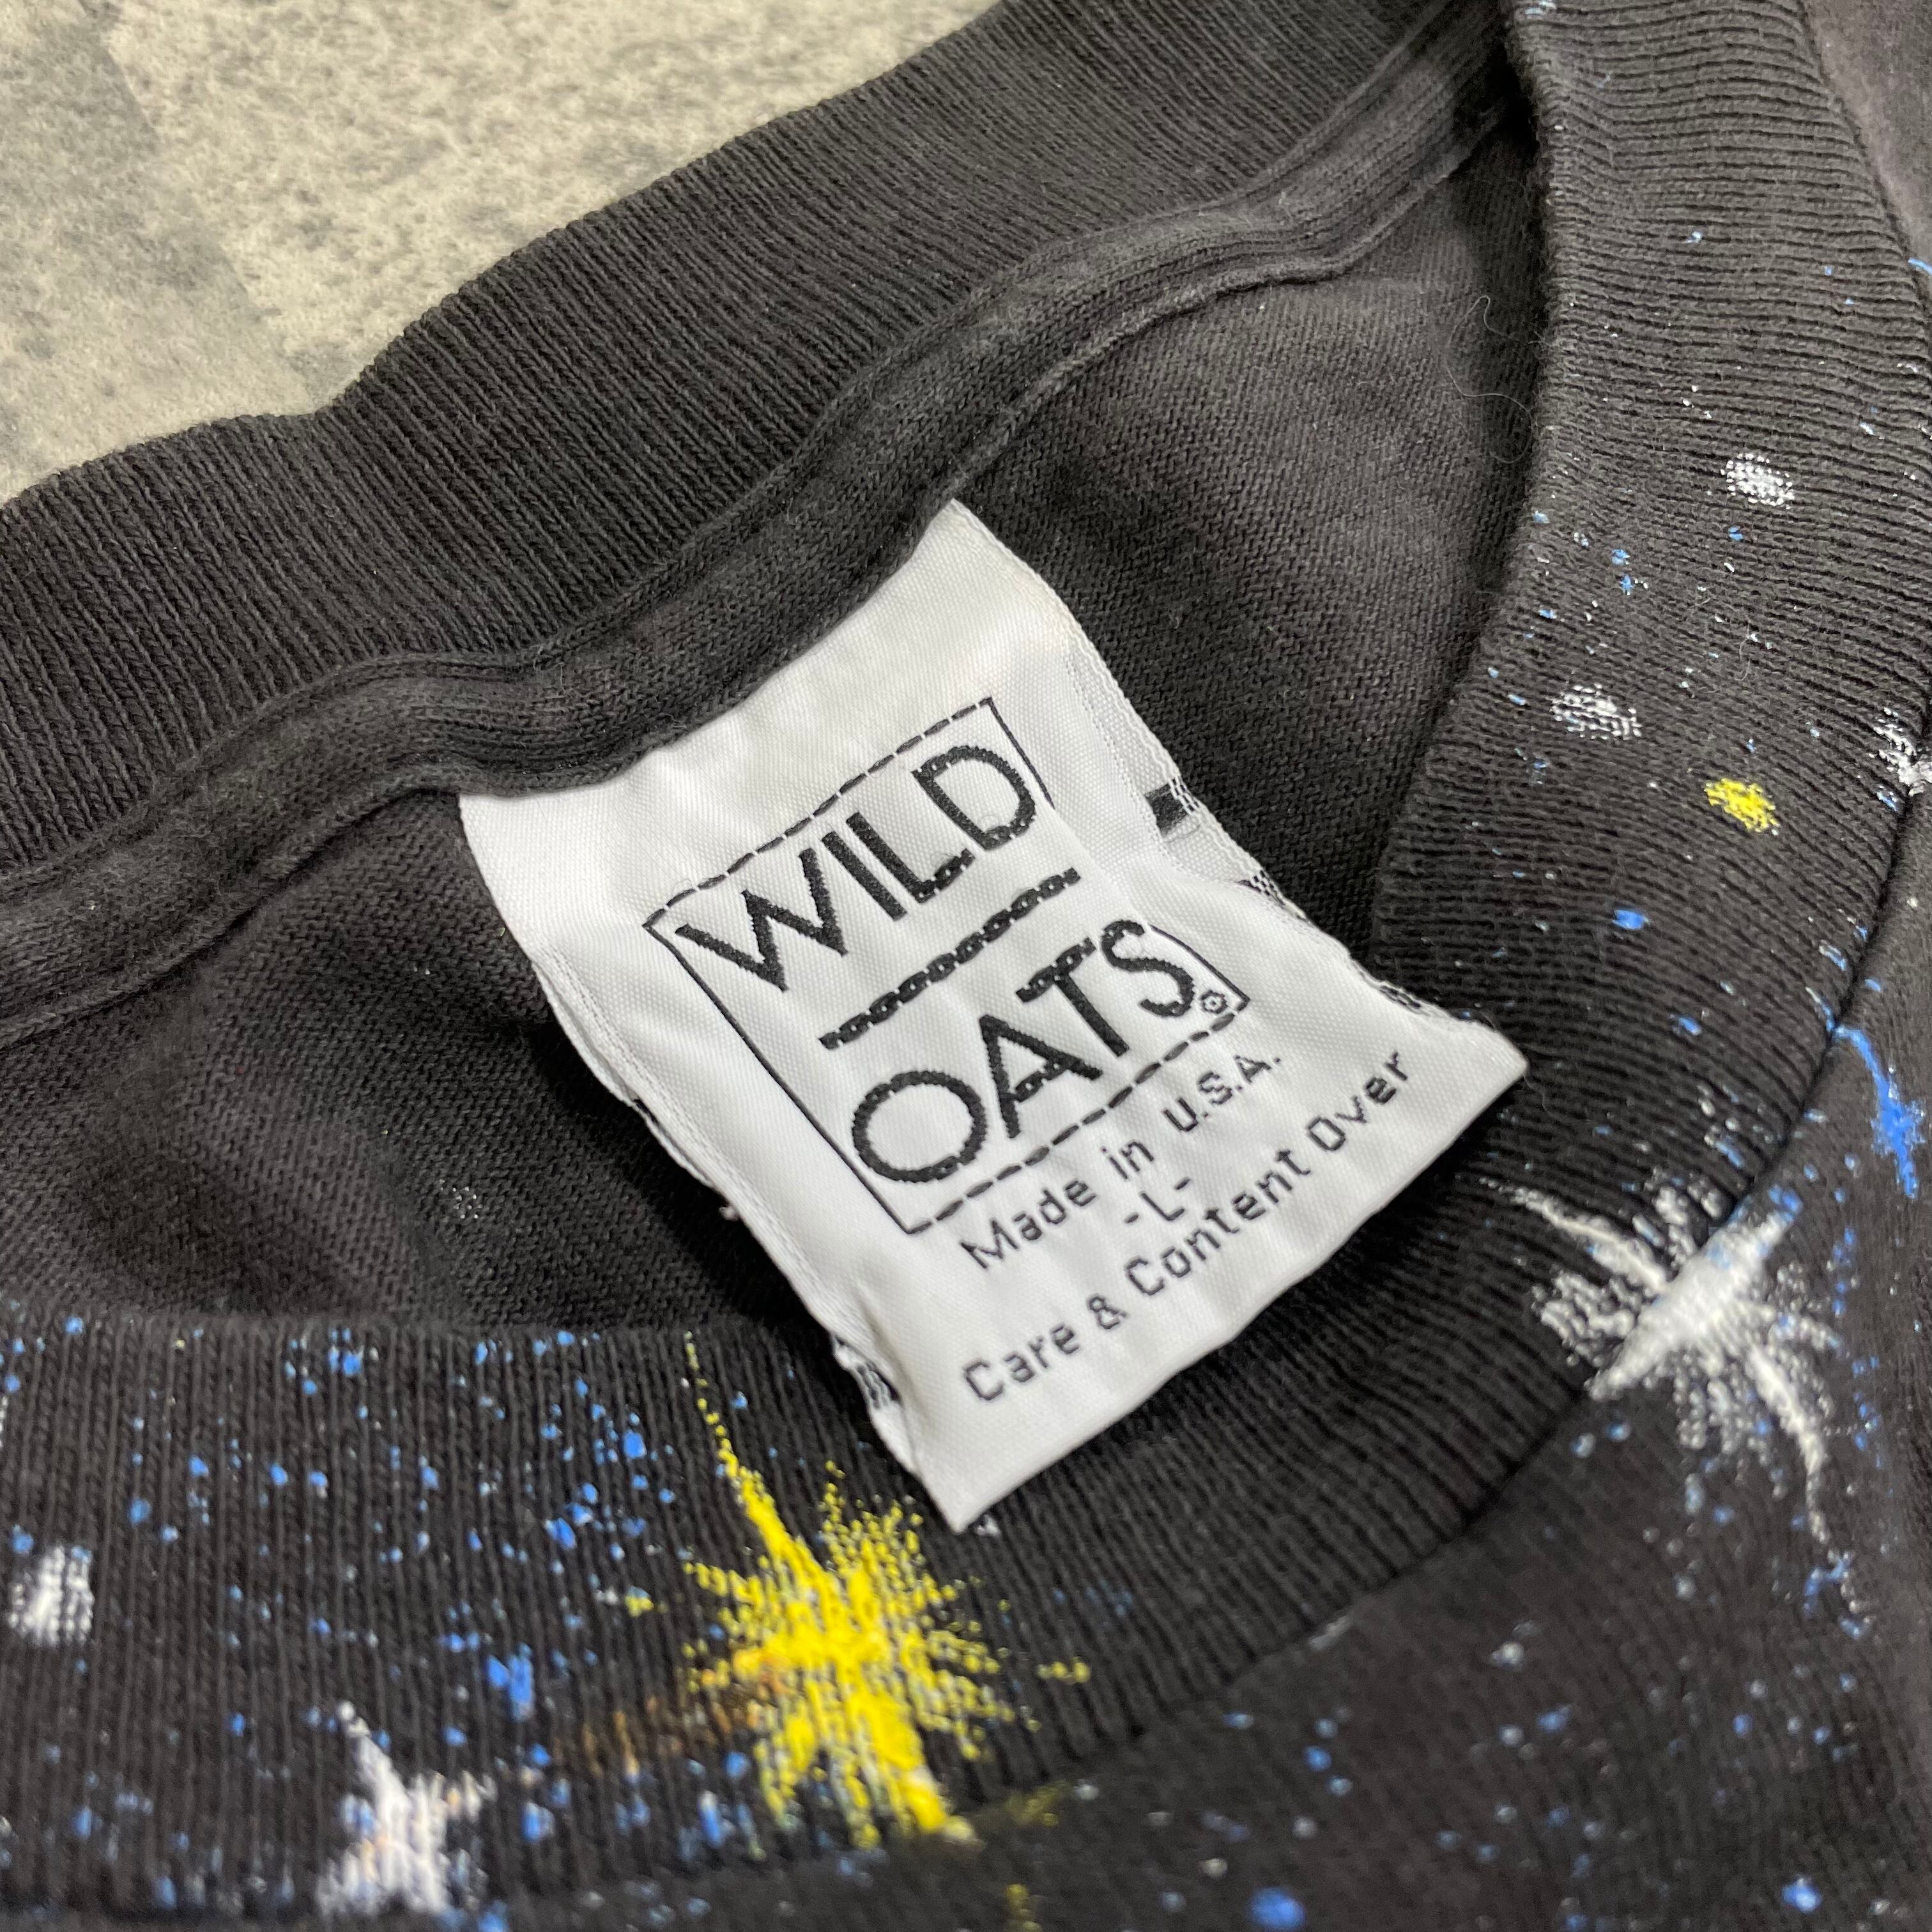 WILD
OATS®
Made in U.S.A.
-L-
Care & Content Over